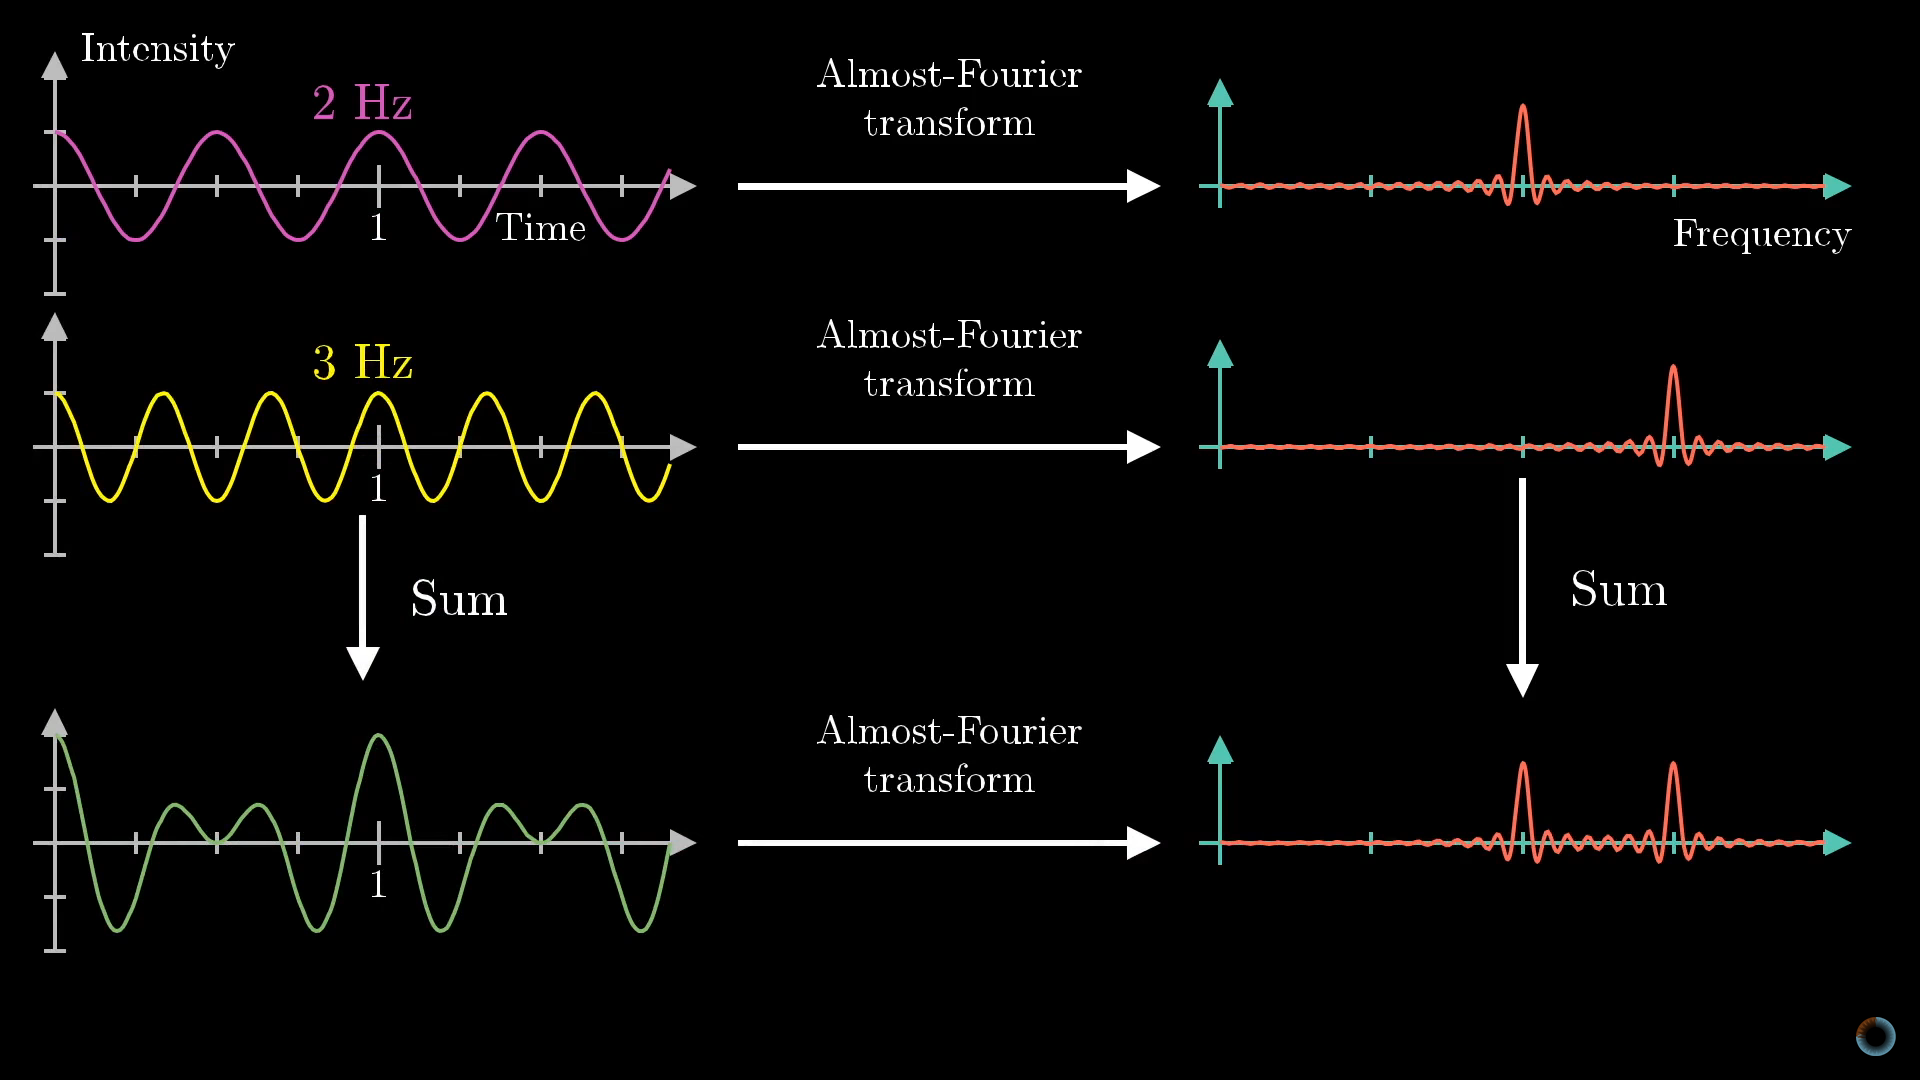 Intensity
2 Hz
1
Time
Almost-Fourier
transform
Frequency
3 Hz
1
Almost-Fourier
transform
Sum
Sum
1
Almost-Fourier
transform